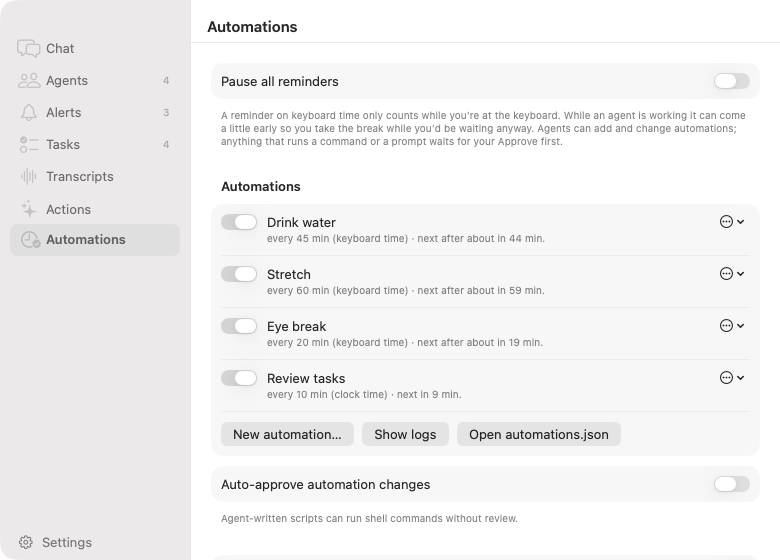 Automations
Chat
Agents 4
Alerts 3
Tasks 4
Transcripts
Actions
Automations
Settings
Pause all reminders
A reminder on keyboard time only counts while you're at the keyboard. While an agent is working it can come
a little early so you take the break while you'd be waiting anyway. Agents can add and change automations;
anything that runs a command or a prompt waits for your Approve first.
Automations
Drink water
every 45 min (keyboard time) · next after about in 44 min.
Stretch
every 60 min (keyboard time) · next after about in 59 min.
Eye break
every 20 min (keyboard time) · next after about in 19 min.
Review tasks
every 10 min (clock time) · next in 9 min.
New automation...
Show logs
Open automations.json
Auto-approve automation changes
Agent-written scripts can run shell commands without review.